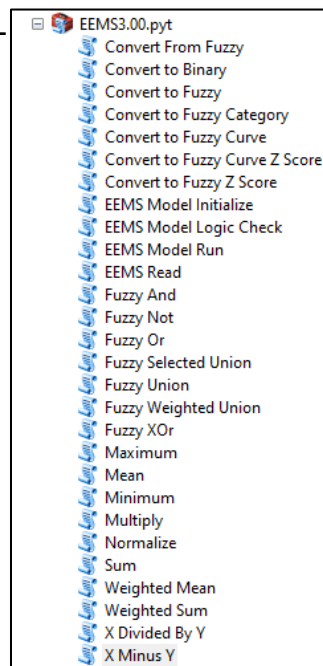 EEMS3.00.pyt
Convert From Fuzzy
Convert to Binary
Convert to Fuzzy
Convert to Fuzzy Category
Convert to Fuzzy Curve
Convert to Fuzzy Curve Z Score
Convert to Fuzzy Z Score
EEMS Model Initialize
EEMS Model Logic Check
EEMS Model Run
EEMS Read
Fuzzy And
Fuzzy Not
Fuzzy Or
Fuzzy Selected Union
Fuzzy Union
Fuzzy Weighted Union
Fuzzy XOr
Maximum
Mean
Minimum
Multiply
Normalize
Sum
Weighted Mean
Weighted Sum
X Divided By Y
X Minus Y